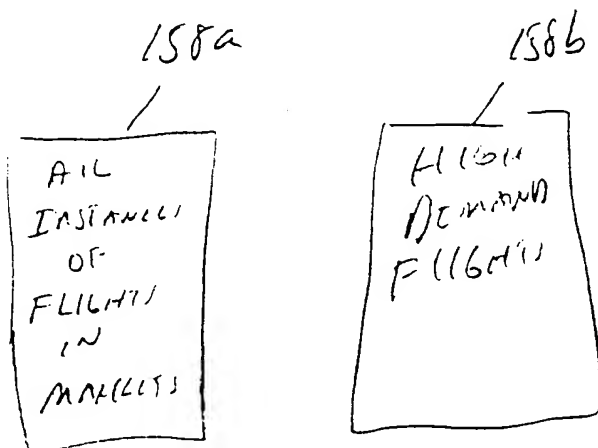 158a
158b
ALL
INSTANCES
OF
FLIGHTS
IN
MARKETS
HIGH
DEMAND
FLIGHTS